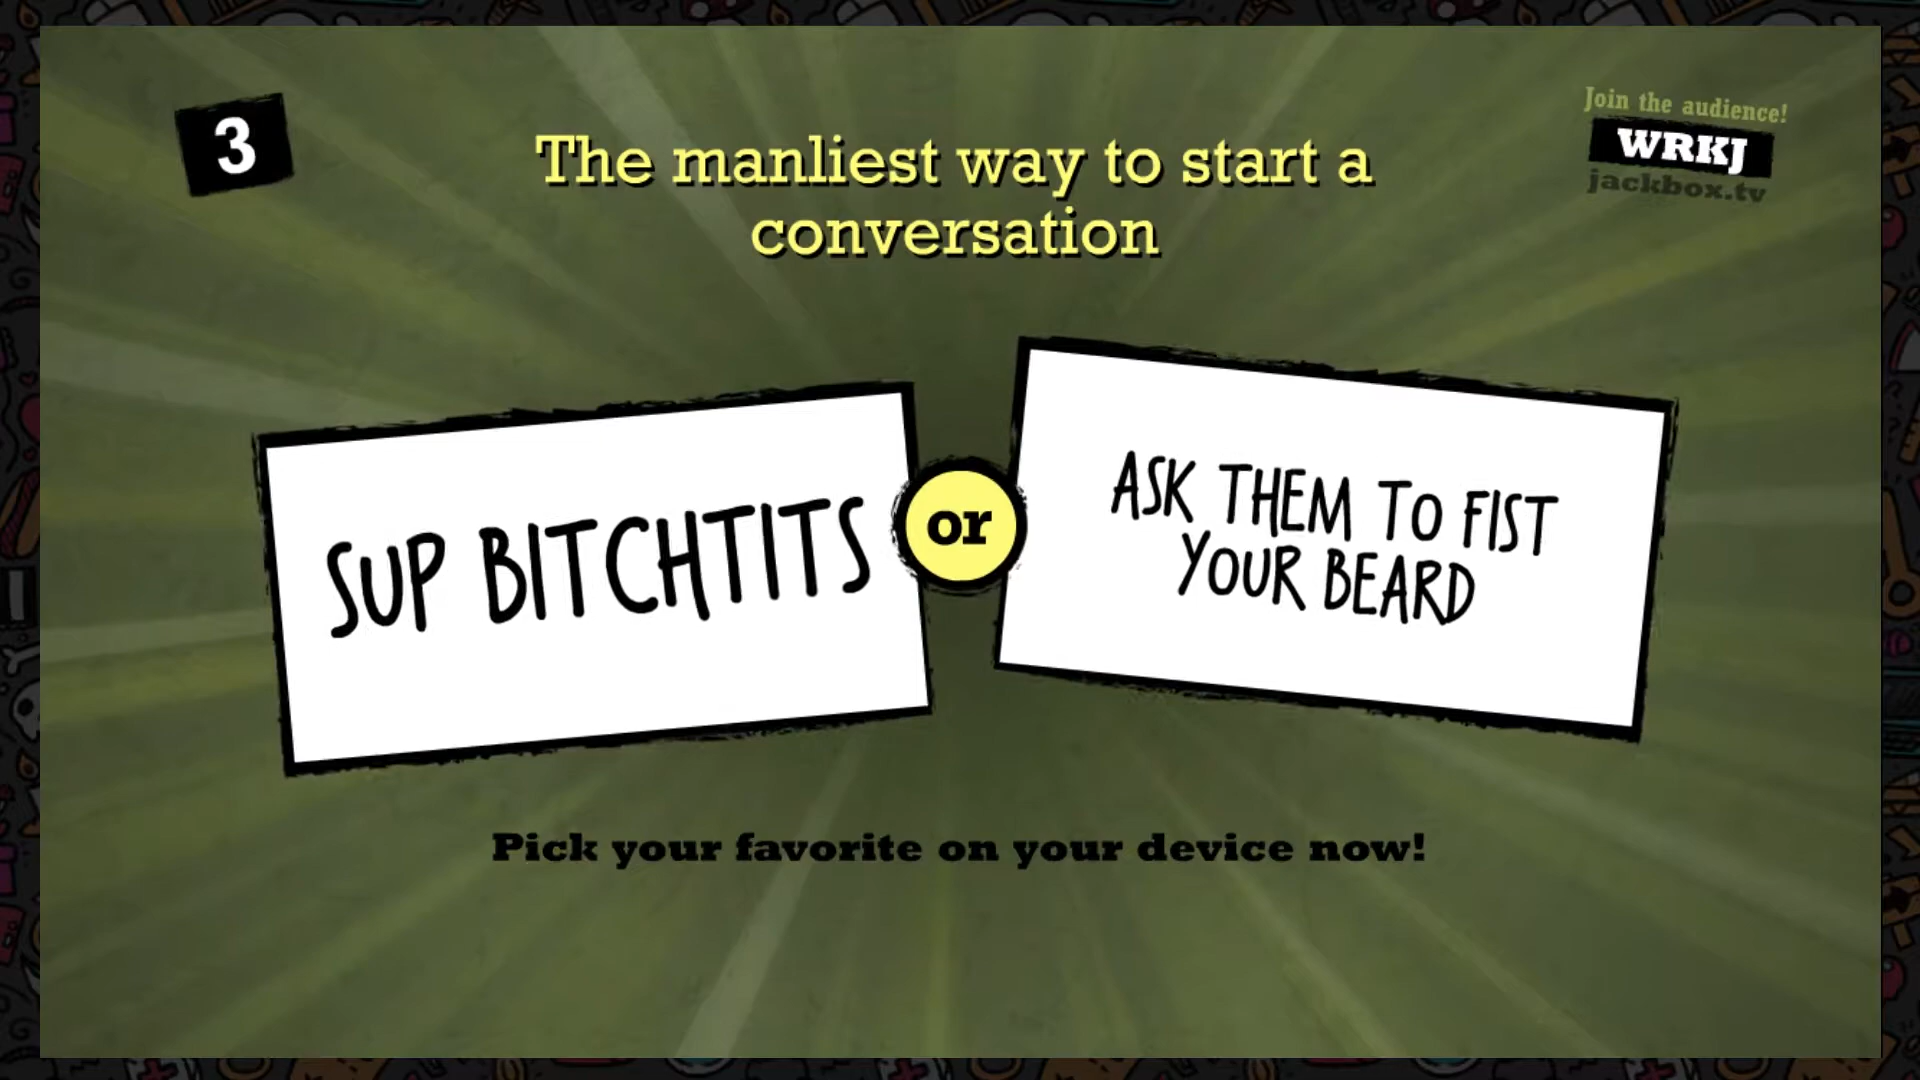 3
The manliest way to start a
conversation
Join the audience!
WRKJ
jackbox.tv
SUP BITCHTITS
or
ASK THEM TO FIST
YOUR BEARD
Pick your favorite on your device now!